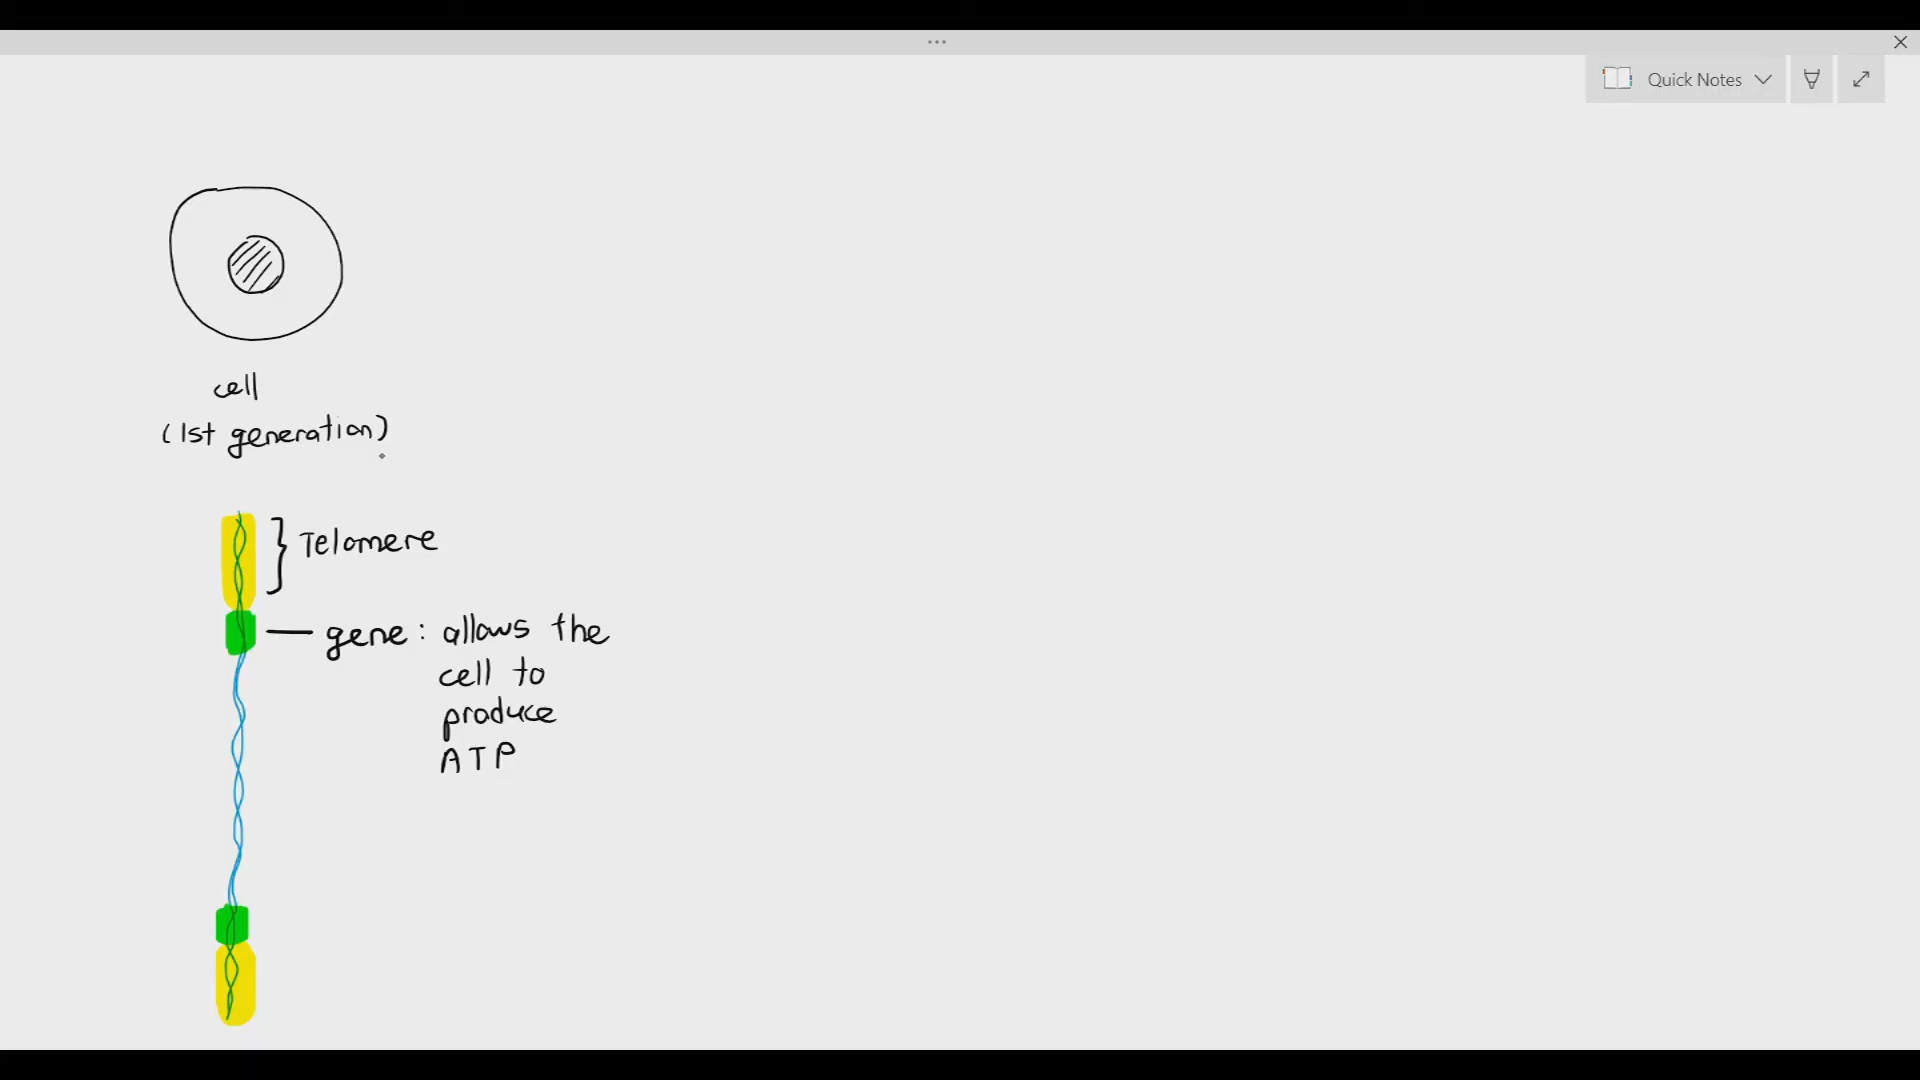 Quick Notes
cell
(1st generation)
Telomere
gene: allows the
cell to
produce
ATP